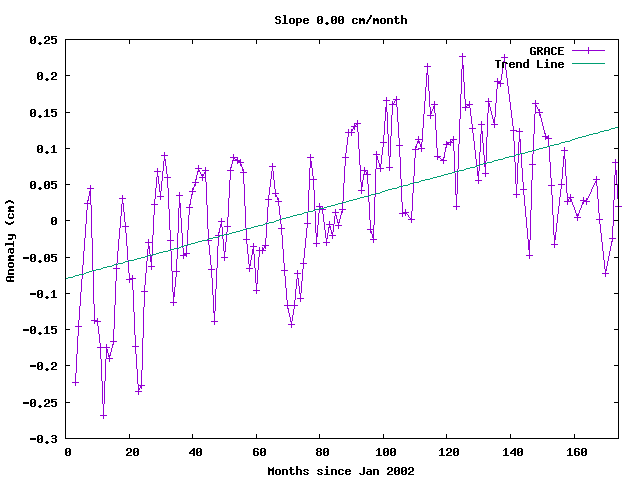 Slope 0.00 cm/month
GRACE
Trend Line
0.25
0.2
0.15
0.1
0.05
0
-0.05
-0.1
-0.15
-0.2
-0.25
-0.3
Anomaly (cm)
0 20 40 60 80 100 120 140 160
Months since Jan 2002